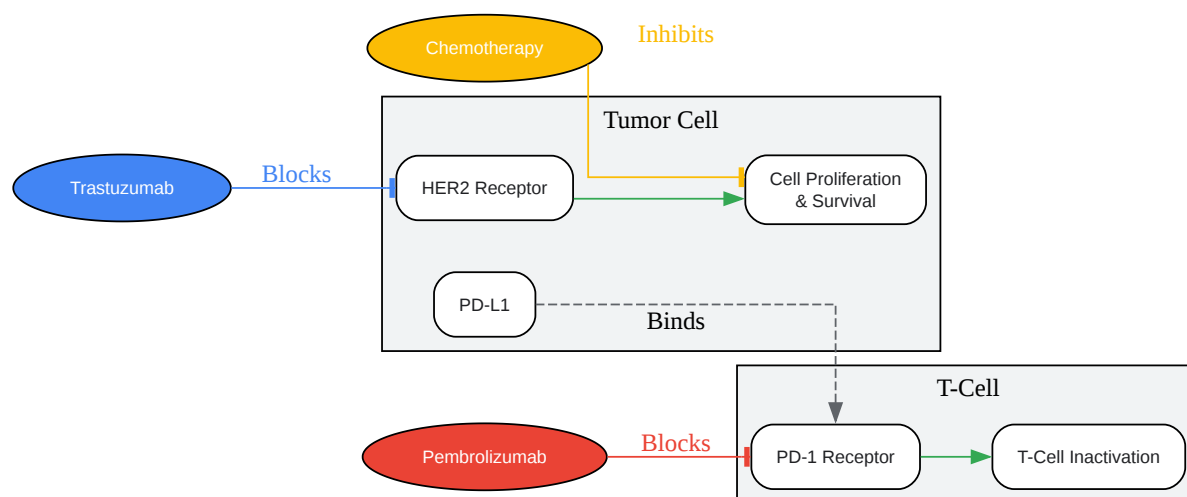 Chemotherapy
Inhibits
Tumor Cell
Trastuzumab
Blocks
HER2 Receptor
Cell Proliferation
& Survival
PD-L1
Binds
T-Cell
Pembrolizumab
Blocks
PD-1 Receptor
T-Cell Inactivation